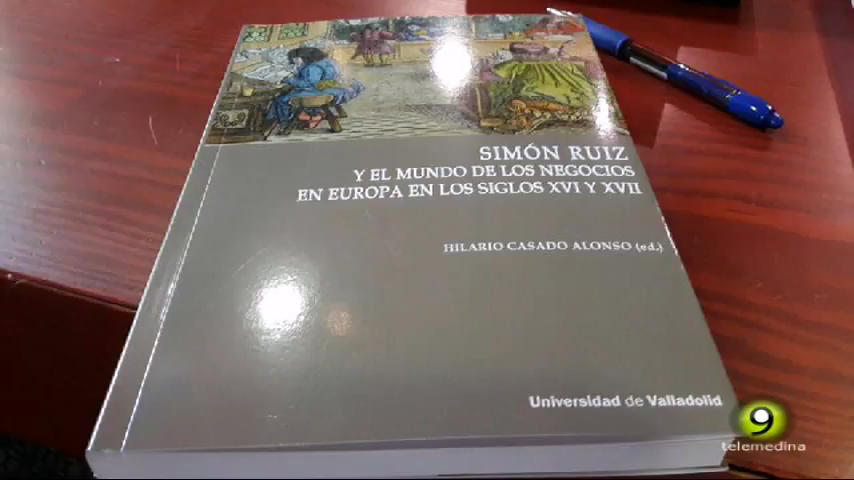 SIMÓN RUIZ
Y EL MUNDO DE LOS NEGOCIOS
EN EUROPA EN LOS SIGLOS XVI Y XVII
HILARIO CASADO ALONSO (ed.)
Universidad de Valladolid
9
telemedina